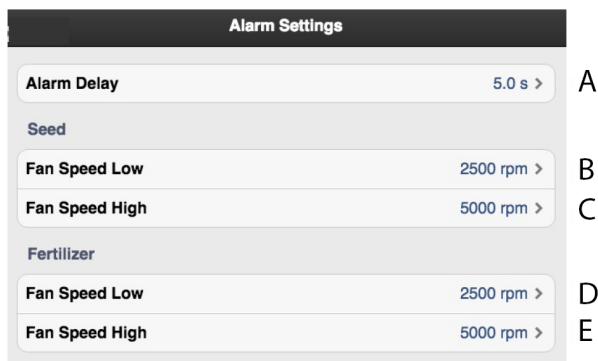 Alarm Settings
Alarm Delay 5.0 s > A
Seed
Fan Speed Low 2500 rpm > B
Fan Speed High 5000 rpm > C
Fertilizer
Fan Speed Low 2500 rpm > D
Fan Speed High 5000 rpm > E